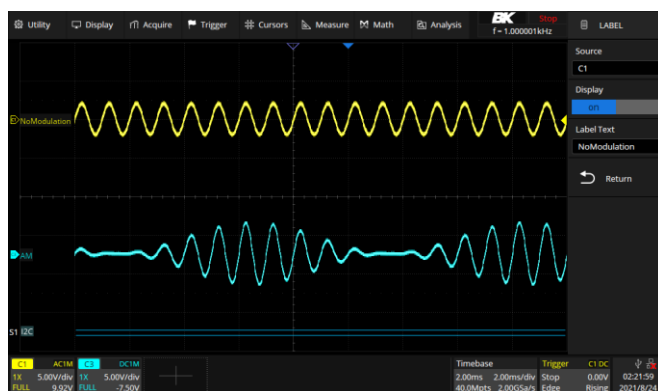 Utility Display Acquire Trigger Cursors Measure Math Analysis
BK Stop
f = 1.000001kHz
LABEL
Source
C1
Display
on
Label Text
NoModulation
Return
NoModulation
AM
S1 I2C
C1 AC1M
1X 5.00V/div
FULL 9.92V
C3 DC1M
1X 5.00V/div
FULL -7.50V
Timebase
2.00ms 2.00ms/div
40.0Mpts 2.00GSa/s
Trigger C1 DC
Stop 0.00V
Edge Rising
02:21:59
2021/8/24